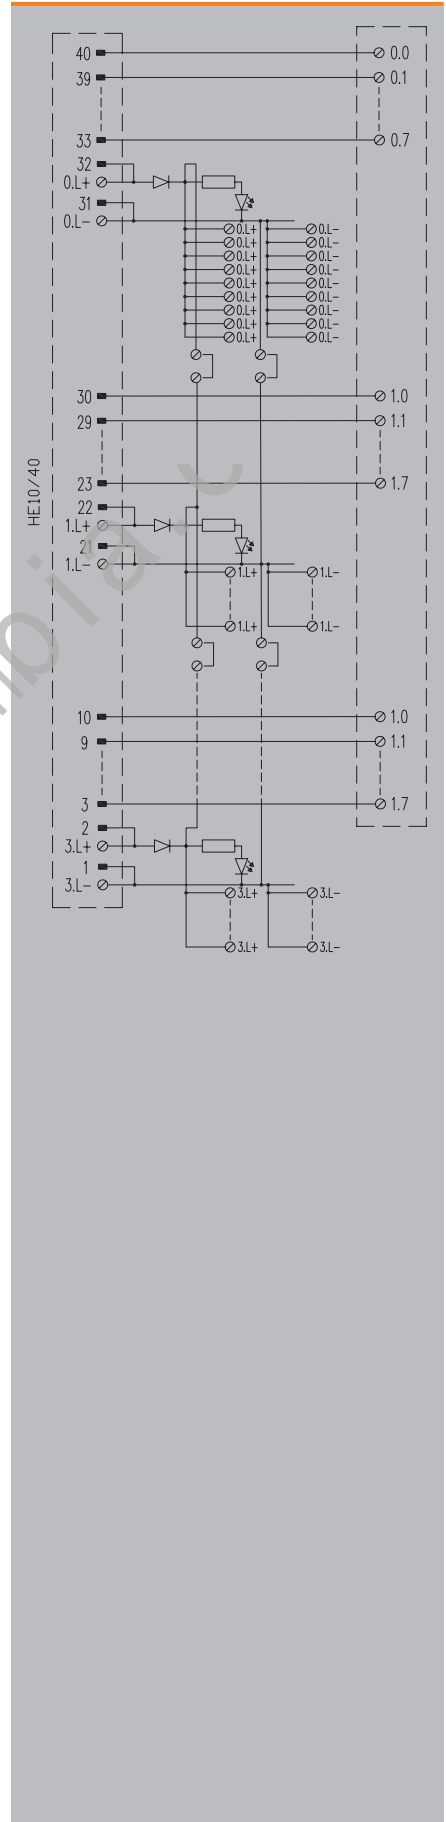 40 0.0
39 0.1
33 0.7
32
0.L+
31
0.L-
0.L+ 0.L-
0.L+ 0.L-
0.L+ 0.L-
0.L+ 0.L-
0.L+ 0.L-
0.L+ 0.L-
0.L+ 0.L-
0.L+ 0.L-
0.L+ 0.L-
30 1.0
29 1.1
HE10/40
23 1.7
22
1.L+
21
1.L-
1.L+ 1.L-
1.L+ 1.L-
10 1.0
9 1.1
3 1.7
2
3.L+
1
3.L-
3.L+ 3.L-
3.L+ 3.L-